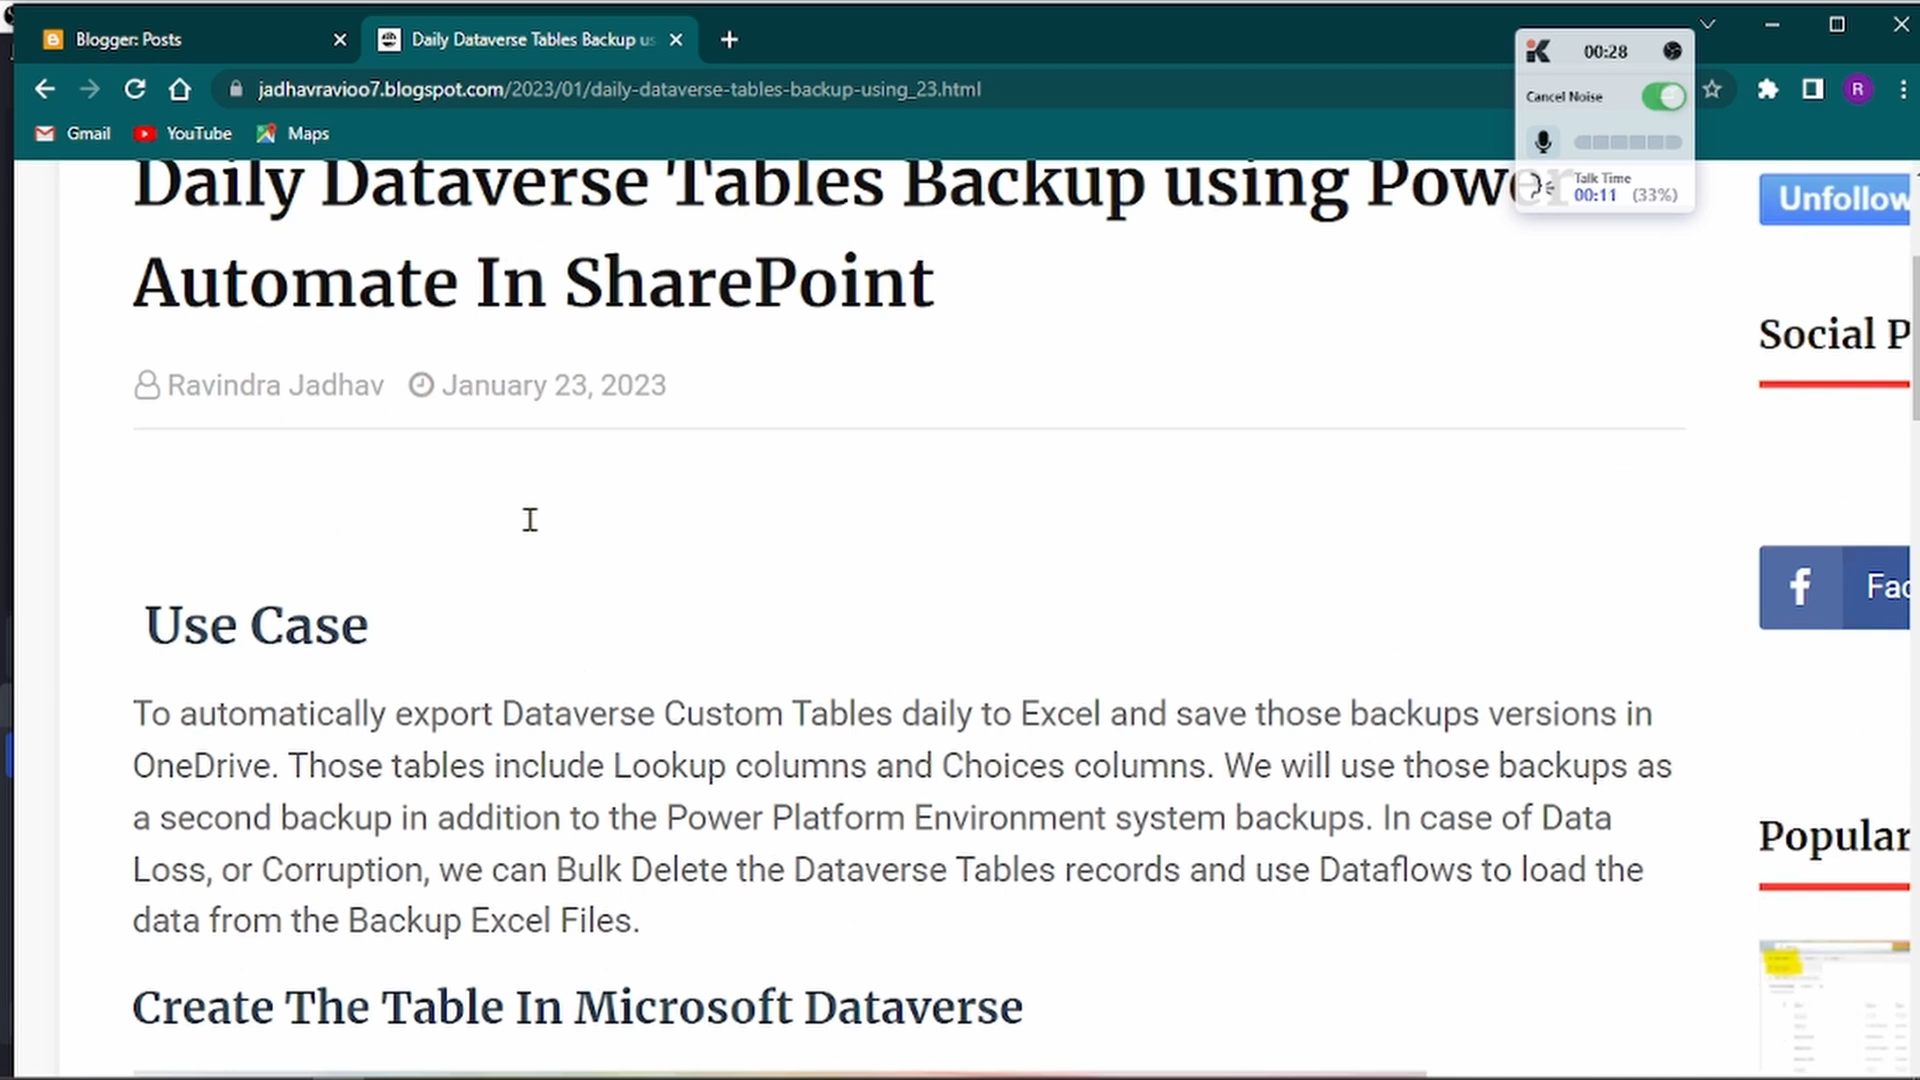 Blogger: Posts
Daily Dataverse Tables Backup us
00:28
jadhavravioo7.blogspot.com/2023/01/daily-dataverse-tables-backup-using_23.html
Cancel Noise
R
Gmail
YouTube
Maps
Talk Time
00:11 (33%)
Daily Dataverse Tables Backup using Power
Automate In SharePoint
Unfollow
Ravindra Jadhav
January 23, 2023
Social P
Use Case
Fac
To automatically export Dataverse Custom Tables daily to Excel and save those backups versions in
OneDrive. Those tables include Lookup columns and Choices columns. We will use those backups as
a second backup in addition to the Power Platform Environment system backups. In case of Data
Loss, or Corruption, we can Bulk Delete the Dataverse Tables records and use Dataflows to load the
data from the Backup Excel Files.
Popular
Create The Table In Microsoft Dataverse